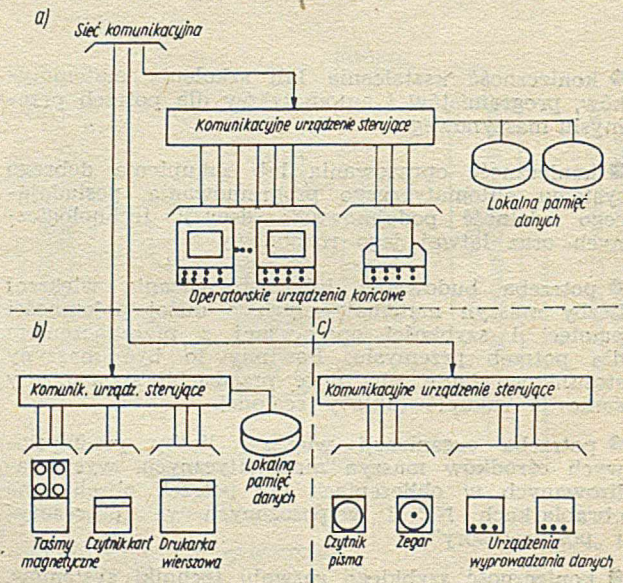 a)
Sieć komunikacyjna
Komunikacyjne urządzenie sterujące
Lokalna pamięć
danych
Operatorskie urządzenia końcowe
b)
Komunik. urządz. sterujące
Lokalna
pamięć
danych
Taśmy
magnetyczne
Czytnik kart
Drukarka
wierszowa
c)
Komunikacyjne urządzenie sterujące
Czytnik
pisma
Zegar
Urządzenia
wyprowadzania danych